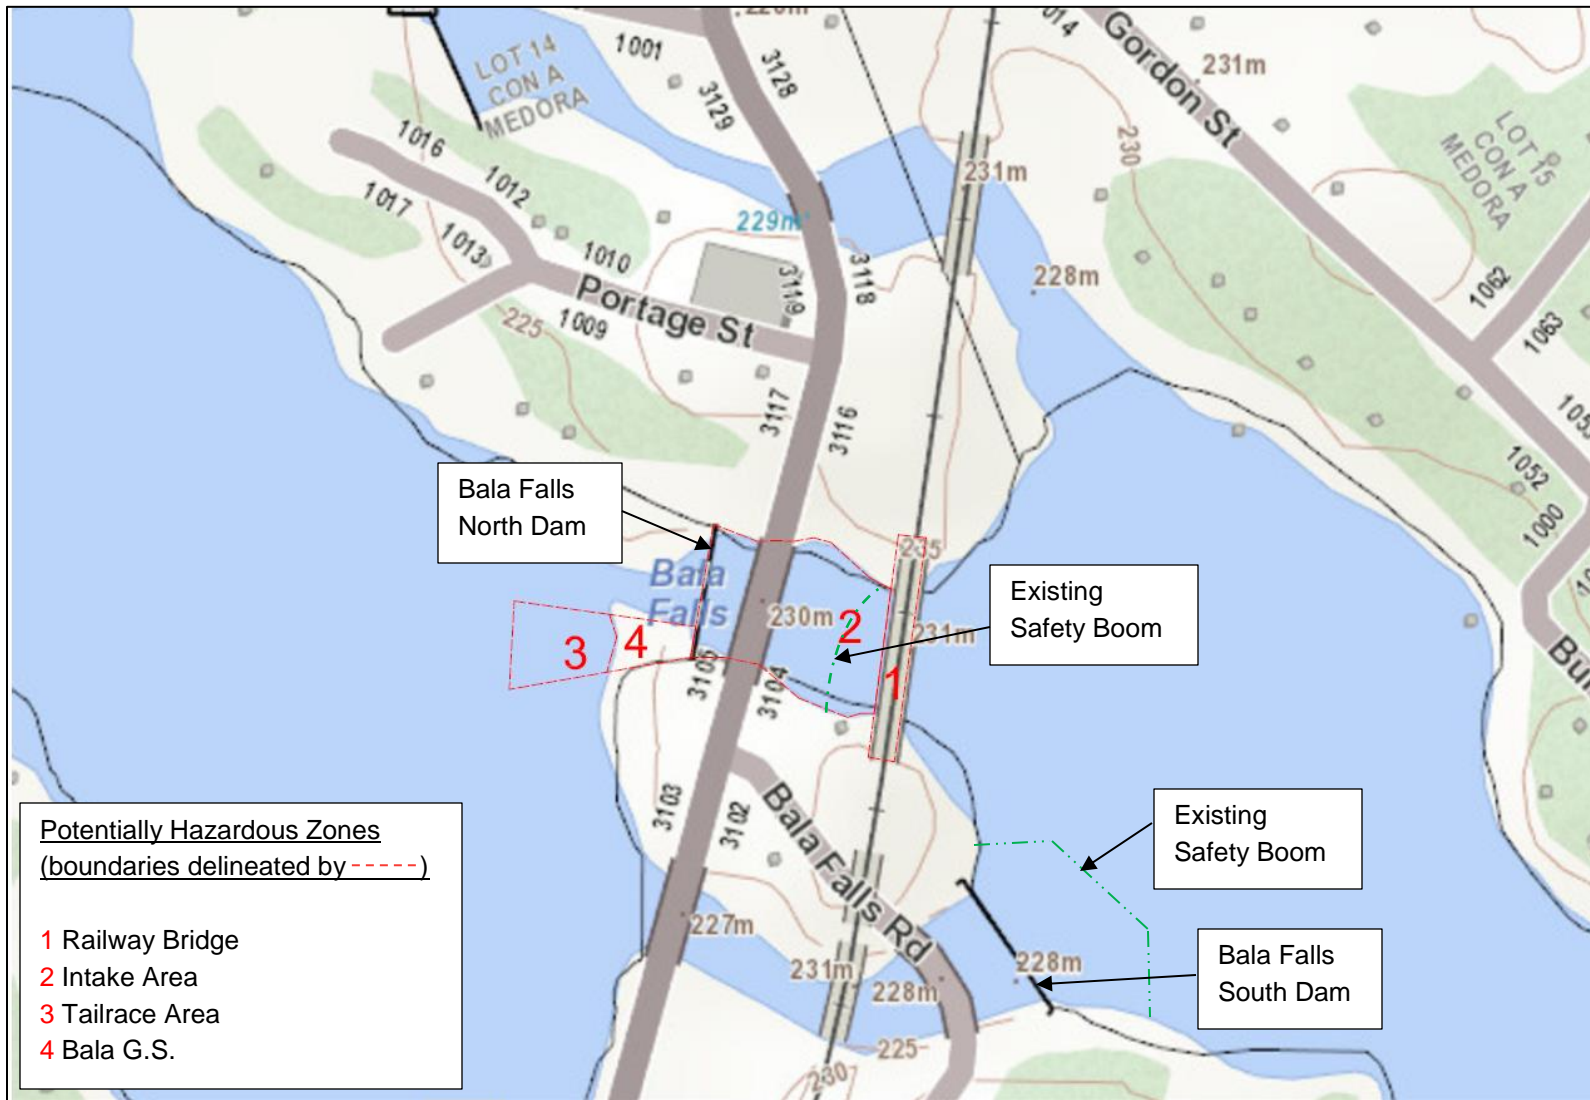 226m
014
Gordon St
231m
LOT 14
CON A
MEDORA
1001
3128
3129
LOT 15
CON A
MEDORA
230
1016
1012
1017
1013
1010
231m
229m
3119
3118
228m
1062
1063
Portage St
225
1009
3117
3116
1053
1052
1000
Bala Falls
North Dam
235
Bala
Falls
230m
2
231m
1
3
4
Existing
Safety Boom
3105
3104
Bala Falls Rd
3103
3102
Existing
Safety Boom
227m
231m
228m
228m
225
230
Bala Falls
South Dam
Potentially Hazardous Zones
(boundaries delineated by -----)
1 Railway Bridge
2 Intake Area
3 Tailrace Area
4 Bala G.S.